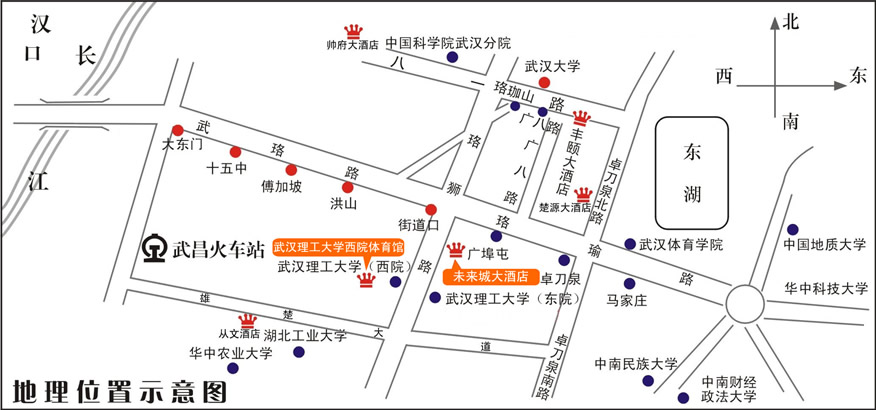 汉口
长
江
帅府大酒店
中国科学院武汉分院
八
一
路
武汉大学
珞珈山
广八路
广
八
路
丰颐大酒店
楚源大酒店
卓刀泉北路
东湖
北
西
东
南
武
珞
路
大东门
十五中
傅加坡
洪山
街道口
珞
狮
路
珞
瑜
路
武昌火车站
武汉理工大学西院体育馆
武汉理工大学（西院）
广埠屯
未来城大酒店
卓刀泉
武汉理工大学（东院）
武汉体育学院
马家庄
中国地质大学
华中科技大学
雄
楚
大
道
从文酒店
湖北工业大学
华中农业大学
卓刀泉南路
中南民族大学
中南财经
政法大学
地理位置示意图